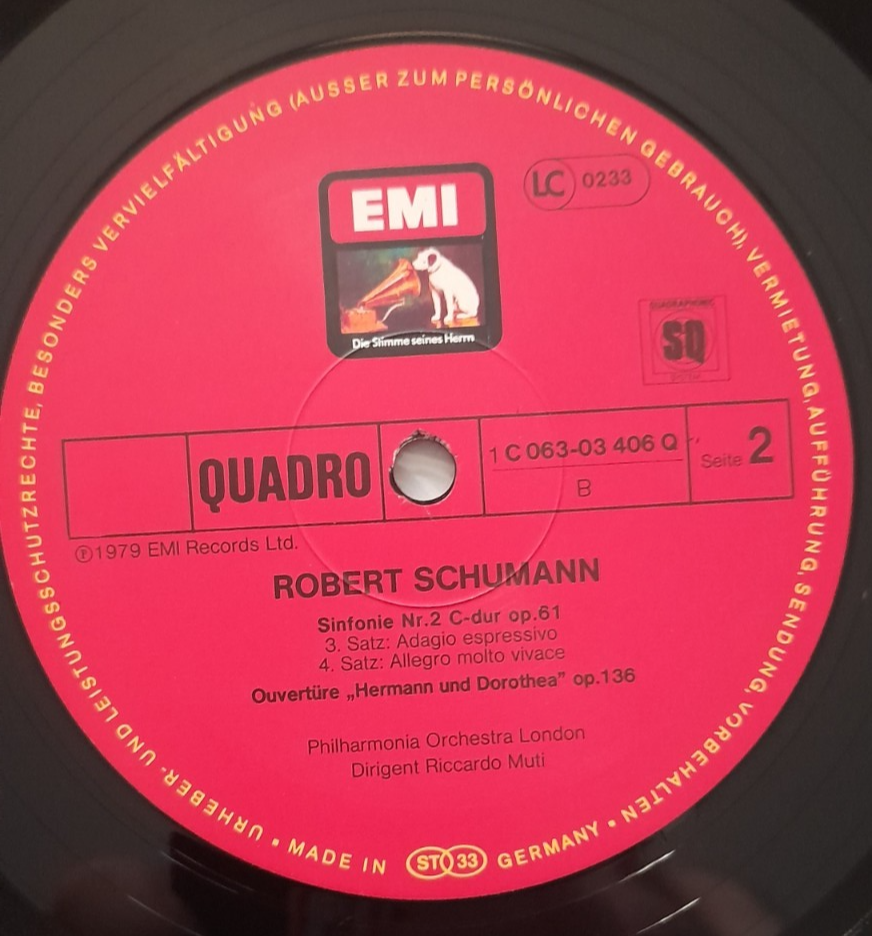 URHEBER- UND LEISTUNGSSCHUTZRECHTE, BESONDERS VERVIELFÄLTIGUNG (AUSSER ZUM PERSÖNLICHEN GEBRAUCH), VERMIETUNG, AUFFÜHRUNG, SENDUNG, VORBEHALTEN •
EMI
LC 0233
Die Stimme seines Herrn
QUADRAPHONIC
SQ
QUADRO
1 C 063-03 406 Q
B
Seite 2
Ⓟ1979 EMI Records Ltd.
ROBERT SCHUMANN
Sinfonie Nr.2 C-dur op.61
3. Satz: Adagio espressivo
4. Satz: Allegro molto vivace
Ouvertüre „Hermann und Dorothea” op.136
Philharmonia Orchestra London
Dirigent Riccardo Muti
• MADE IN STO 33 GERMANY •